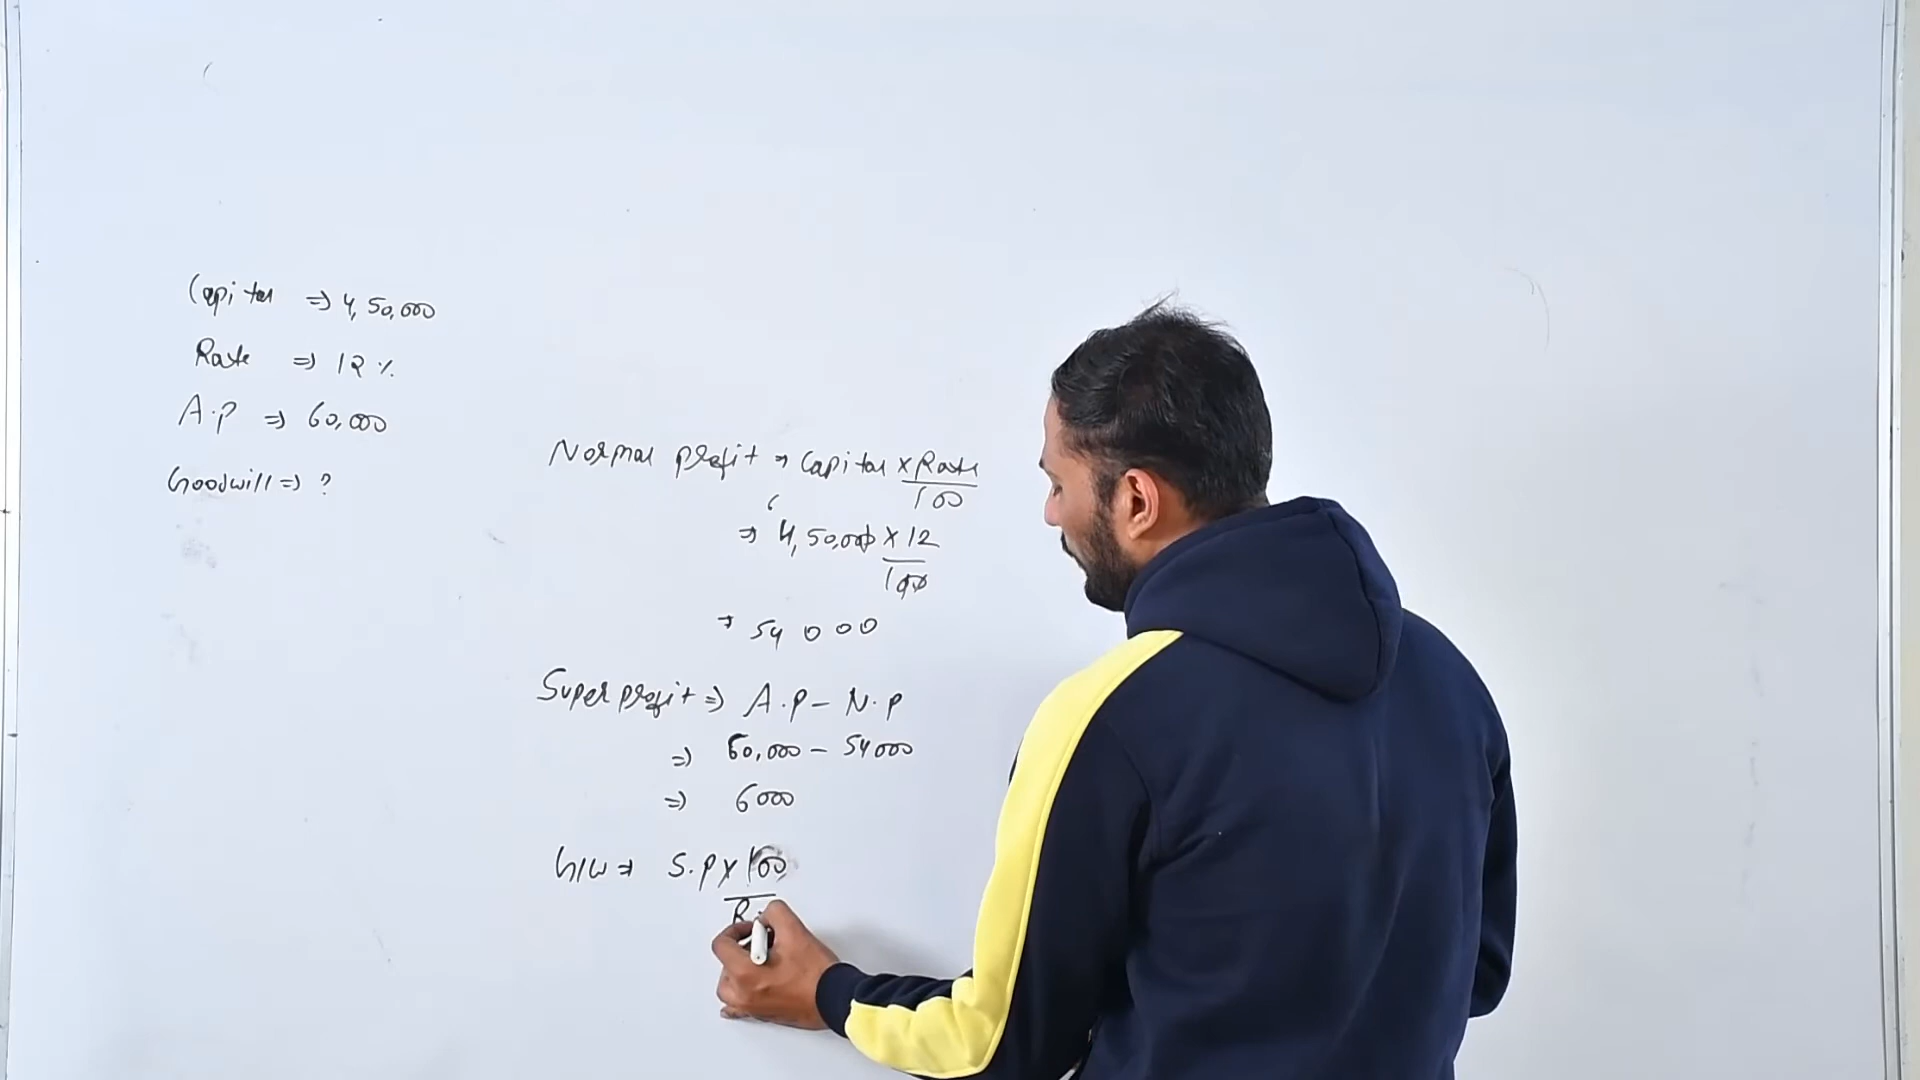 Capital => 4,50,000
Rate => 12%
A.P => 60,000
Goodwill => ?
Normal profit → Capital × Rate
100
=> 4,50,000 × 12
100
→ 54000
Super profit => A.P – N.P
=> 60,000 – 54000
=> 6000
G/W => S.P × 100
R